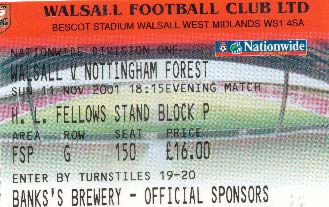 WALSALL FOOTBALL CLUB LTD
BESCOT STADIUM WALSALL WEST MIDLANDS WS1 4SA
NATIONWIDE DIVISION ONE
Nationwide
WALSALL V NOTTINGHAM FOREST
SUN 11 NOV 2001 18:15 EVENING MATCH
H. L. FELLOWS STAND BLOCK P
AREA ROW SEAT PRICE
FSP G 150 £16.00
ENTER BY TURNSTILES 19-20
BANKS'S BREWERY - OFFICIAL SPONSORS